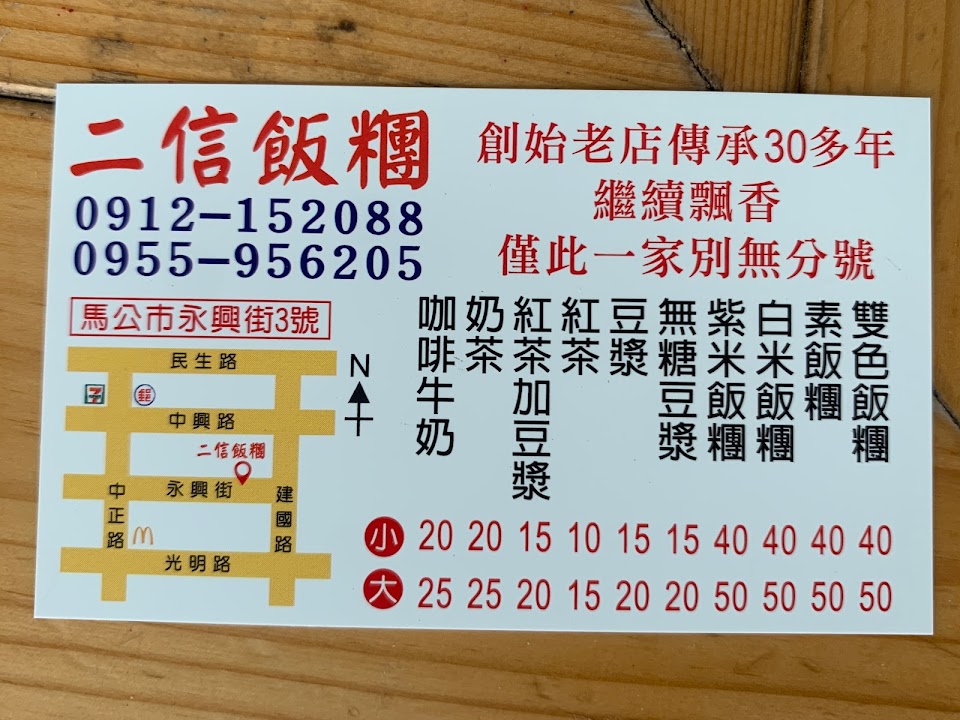 二信飯糰
0912-152088
0955-956205
創始老店傳承30多年
繼續飄香
僅此一家別無分號
馬公市永興街3號
民生路
7
郵
中興路
二信飯糰
永興街
中正路
建國路
光明路
N
雙色飯糰
素飯糰
白米飯糰
紫米飯糰
無糖豆漿
豆漿
紅茶
紅茶加豆漿
奶茶
咖啡牛奶
小 20 20 15 10 15 15 40 40 40 40
大 25 25 20 15 20 20 50 50 50 50